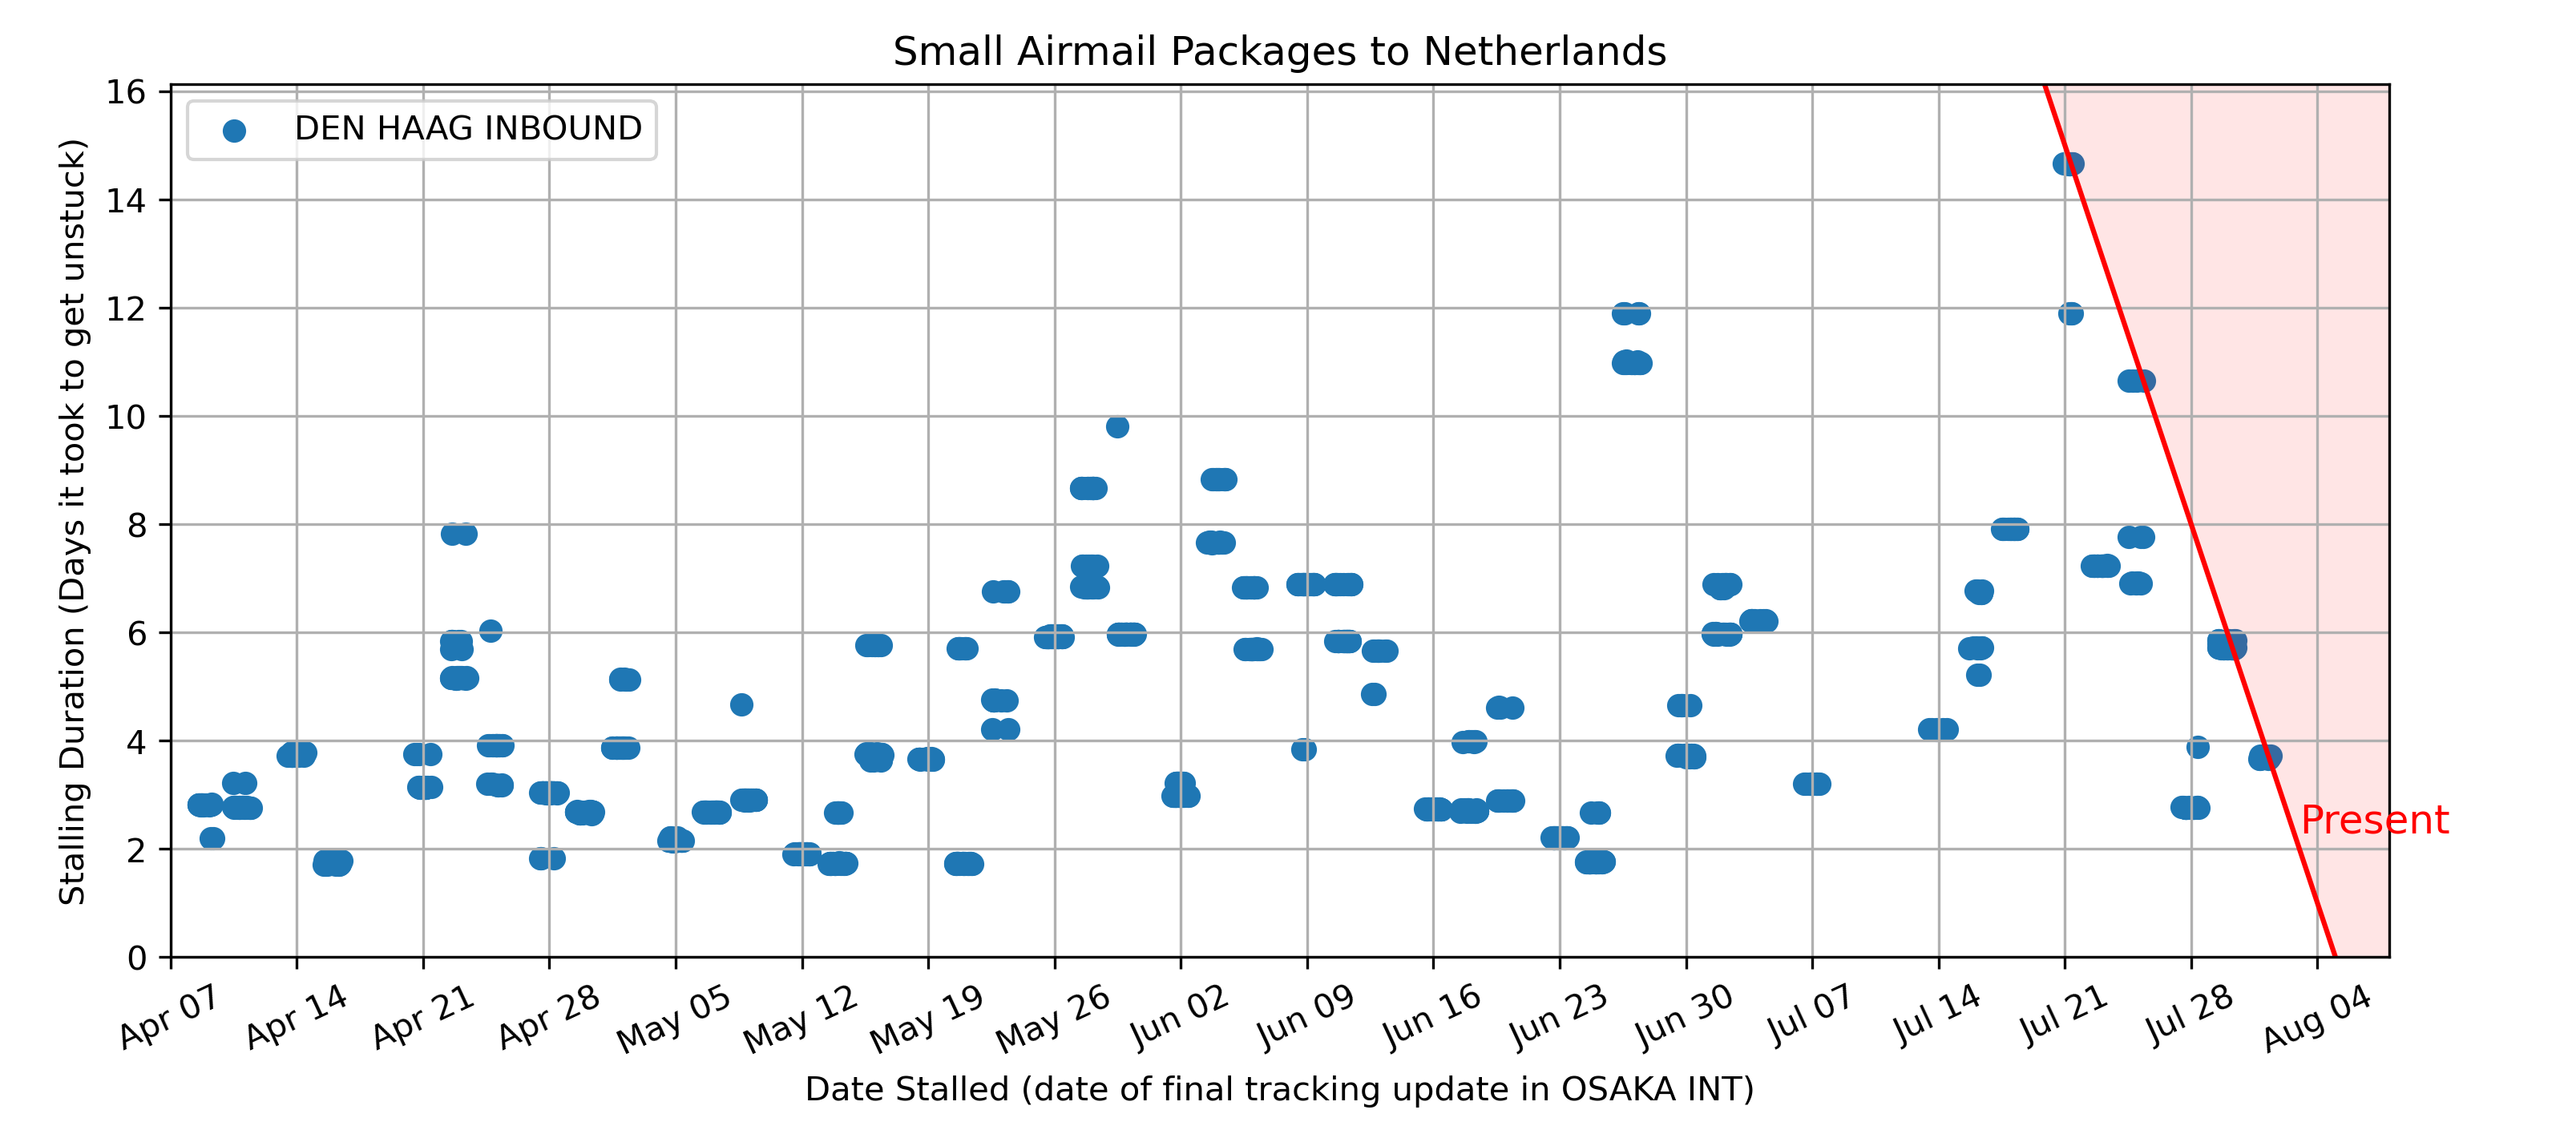 Small Airmail Packages to Netherlands
DEN HAAG INBOUND
Stalling Duration (Days it took to get unstuck)
16
14
12
10
8
6
4
2
0
Present
Apr 07
Apr 14
Apr 21
Apr 28
May 05
May 12
May 19
May 26
Jun 02
Jun 09
Jun 16
Jun 23
Jun 30
Jul 07
Jul 14
Jul 21
Jul 28
Aug 04
Date Stalled (date of final tracking update in OSAKA INT)